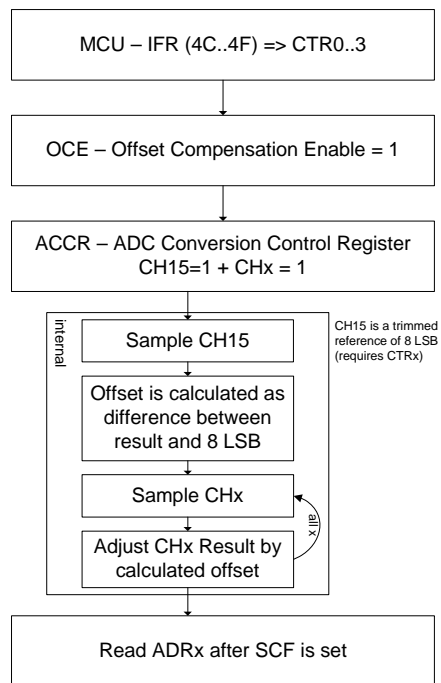 MCU – IFR (4C..4F) => CTR0..3
OCE – Offset Compensation Enable = 1
ACCR – ADC Conversion Control Register
CH15=1 + CHx = 1
internal
CH15 is a trimmed
reference of 8 LSB
(requires CTRx)
Sample CH15
Offset is calculated as
difference between
result and 8 LSB
Sample CHx
all x
Adjust CHx Result by
calculated offset
Read ADRx after SCF is set